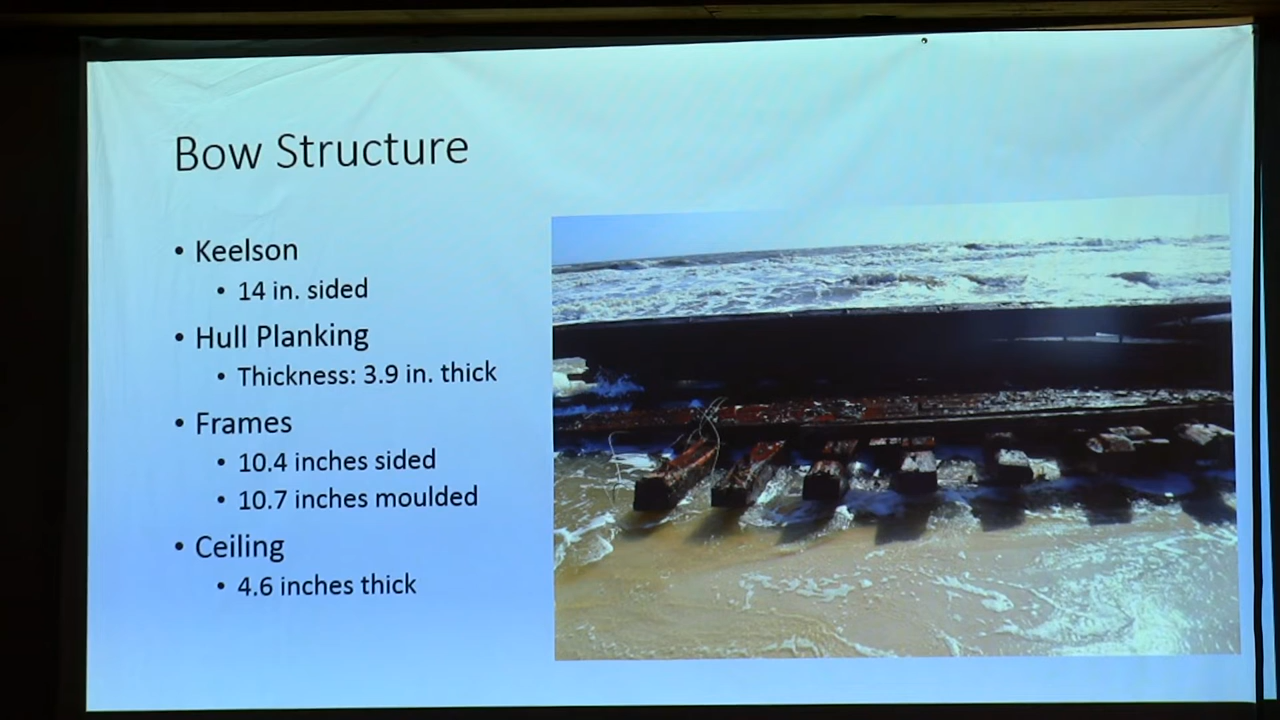 Bow Structure
• Keelson
• 14 in. sided
• Hull Planking
• Thickness: 3.9 in. thick
• Frames
• 10.4 inches sided
• 10.7 inches moulded
• Ceiling
• 4.6 inches thick